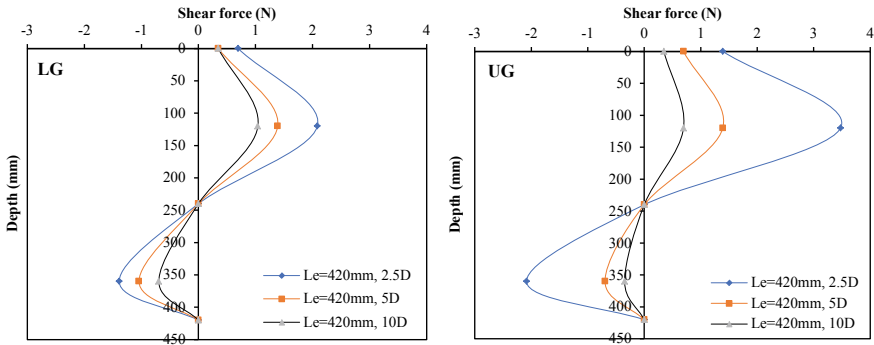 Shear force (N)
-3 -2 -1 0 1 2 3 4
LG
0
50
100
150
200
250
300
350
400
450
Depth (mm)
Le=420mm, 2.5D
Le=420mm, 5D
Le=420mm, 10D
Shear force (N)
-3 -2 -1 0 1 2 3 4
UG
0
50
100
150
200
250
300
350
400
450
Depth (mm)
Le=420mm, 2.5D
Le=420mm, 5D
Le=420mm, 10D